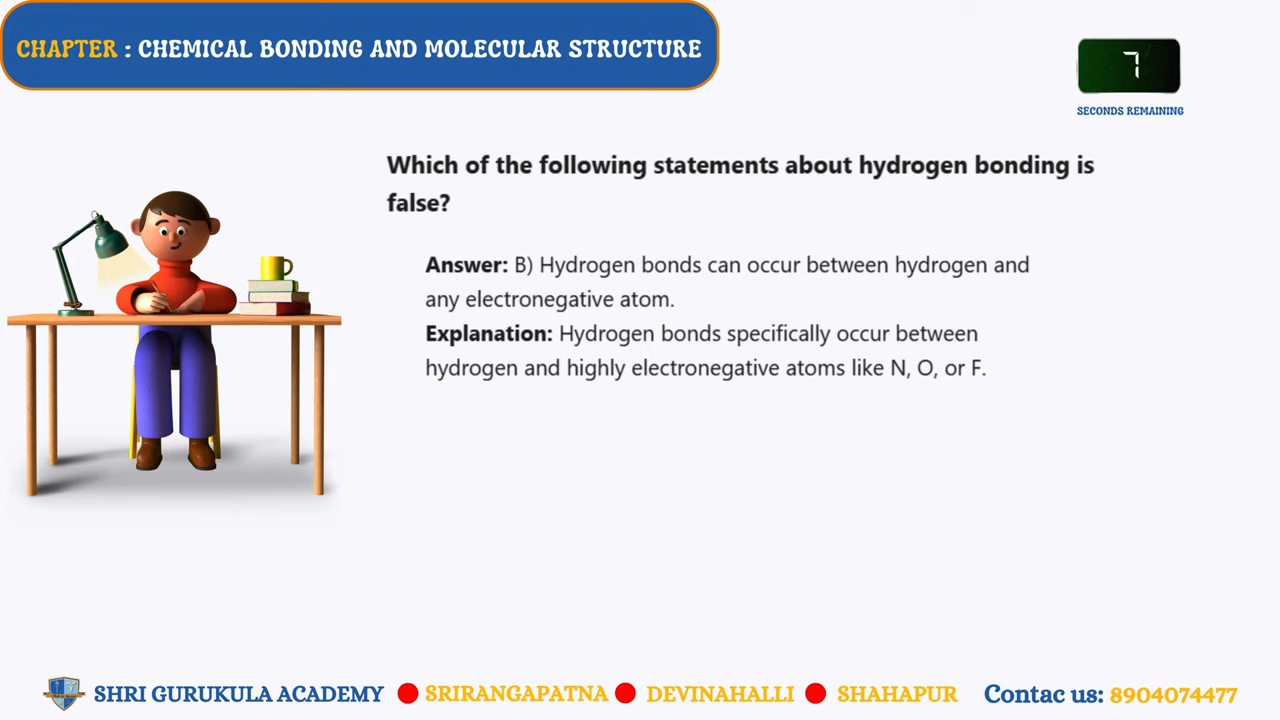 CHAPTER : CHEMICAL BONDING AND MOLECULAR STRUCTURE
7
SECONDS REMAINING
Which of the following statements about hydrogen bonding is
false?
Answer: B) Hydrogen bonds can occur between hydrogen and
any electronegative atom.
Explanation: Hydrogen bonds specifically occur between
hydrogen and highly electronegative atoms like N, O, or F.
SHRI GURUKULA ACADEMY SRIRANGAPATNA DEVINAHALLI SHAHAPUR Contac us: 8904074477